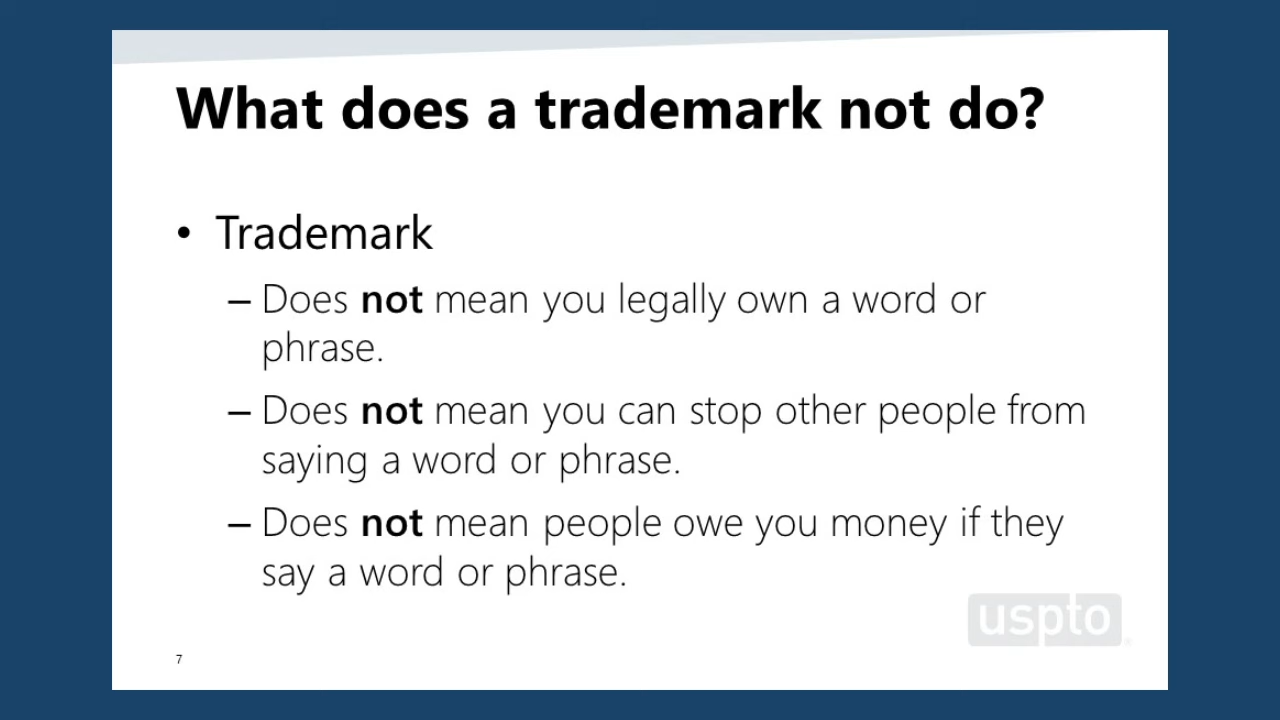 What does a trademark not do?
• Trademark
– Does not mean you legally own a word or
phrase.
– Does not mean you can stop other people from
saying a word or phrase.
– Does not mean people owe you money if they
say a word or phrase.
uspto®
7